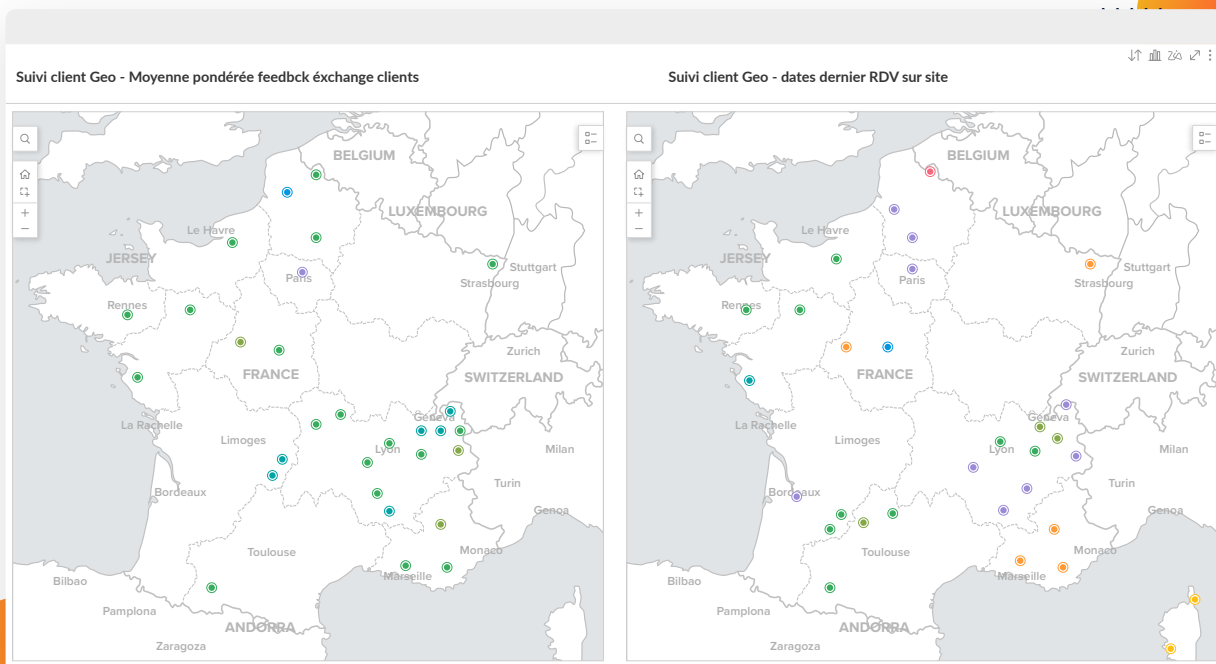 Suivi client Geo - Moyenne pondérée feedbck éxchange clients
Suivi client Geo - dates dernier RDV sur site
BELGIUM
LUXEMBOURG
Le Havre
JERSEY
Stuttgart
Paris
Strasbourg
Rennes
Zurich
FRANCE
SWITZERLAND
Geneva
La Rachelle
Limoges
Lyon
Milan
Turin
Bordeaux
Genoa
Toulouse
Monaco
Marseille
Bilbao
Pamplona
ANDORRA
Zaragoza
BELGIUM
LUXEMBOURG
Le Havre
JERSEY
Stuttgart
Paris
Strasbourg
Rennes
Zurich
FRANCE
SWITZERLAND
Geneva
La Rachelle
Limoges
Lyon
Milan
Turin
Bordeaux
Genoa
Toulouse
Monaco
Marseille
Bilbao
Pamplona
ANDORRA
Zaragoza